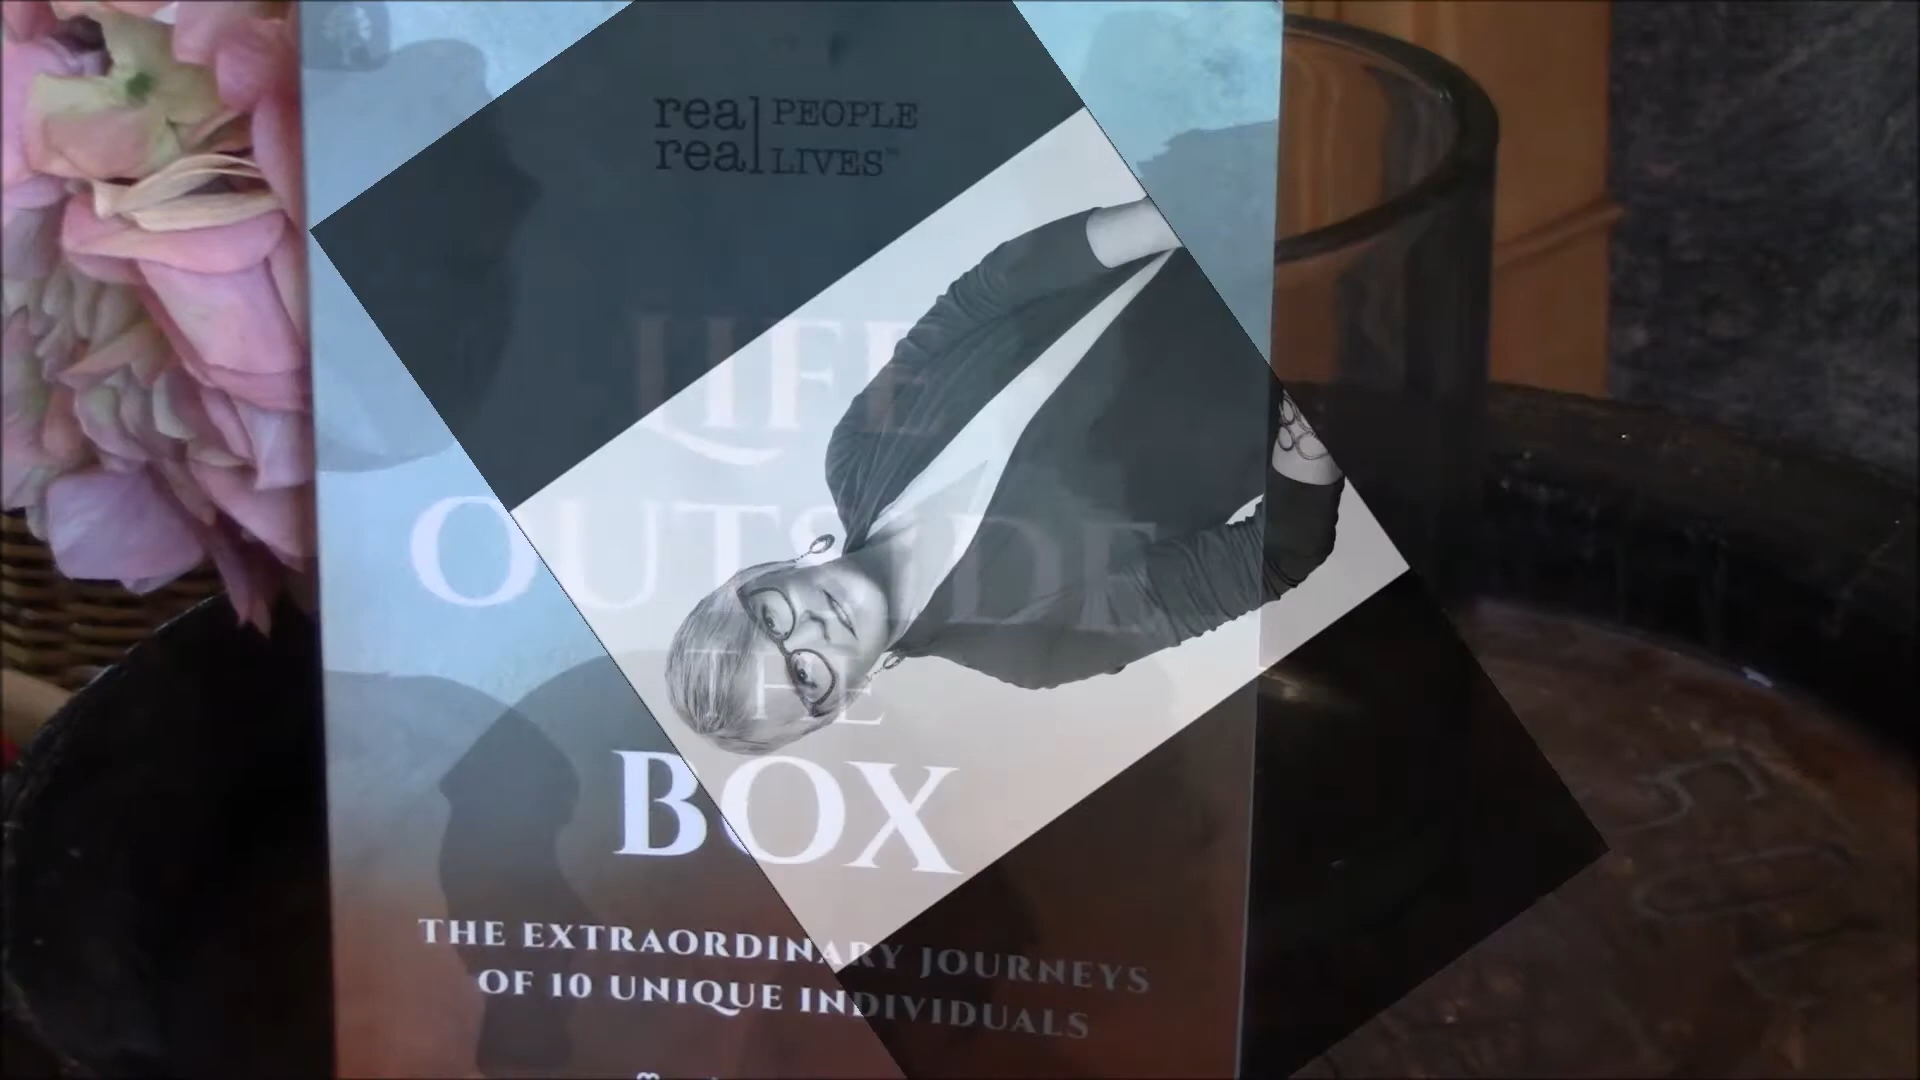 real PEOPLE
real LIVES™
LIFE
OUTSIDE
THE
BOX
THE EXTRAORDINARY JOURNEYS
OF 10 UNIQUE INDIVIDUALS